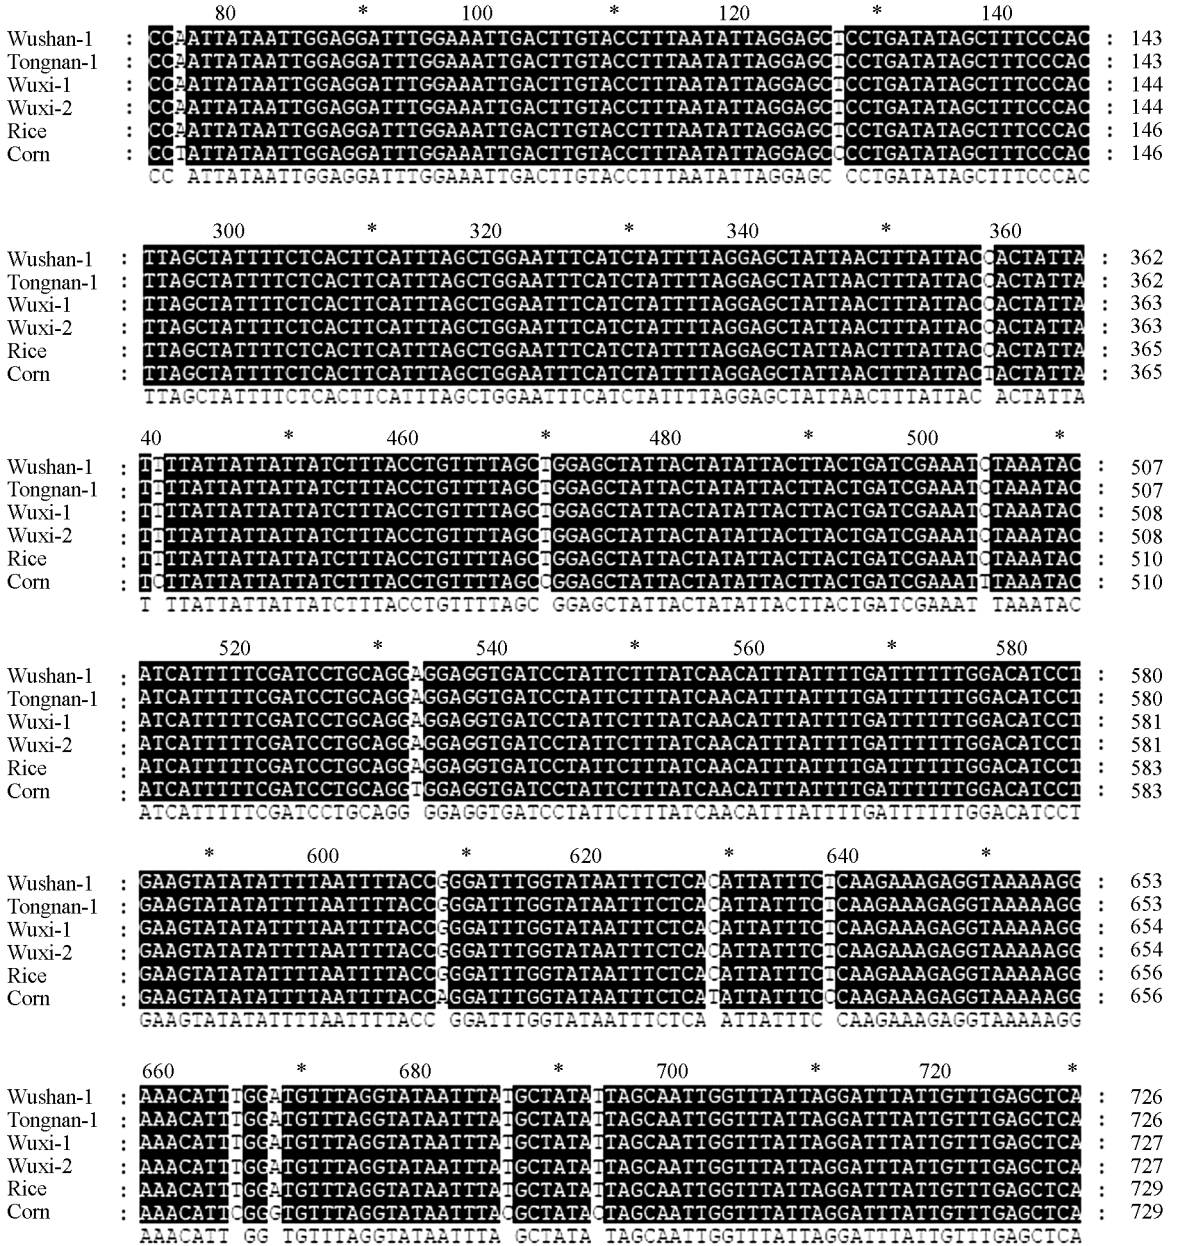 80 * 100 * 120 * 140
Wushan-1 : CCAATTATAATTGGAGGATTTGGAAATTGACTTGTACCTTTAATATTAGGAGCTCCTGATATAGCTTTCCCAC : 143
Tongnan-1 : CCAATTATAATTGGAGGATTTGGAAATTGACTTGTACCTTTAATATTAGGAGCTCCTGATATAGCTTTCCCAC : 143
Wuxi-1 : CCAATTATAATTGGAGGATTTGGAAATTGACTTGTACCTTTAATATTAGGAGCTCCTGATATAGCTTTCCCAC : 144
Wuxi-2 : CCAATTATAATTGGAGGATTTGGAAATTGACTTGTACCTTTAATATTAGGAGCTCCTGATATAGCTTTCCCAC : 144
Rice : CCAATTATAATTGGAGGATTTGGAAATTGACTTGTACCTTTAATATTAGGAGCTCCTGATATAGCTTTCCCAC : 146
Corn : CCTATTATAATTGGAGGATTTGGAAATTGACTTGTACCTTTAATATTAGGAGCCCCTGATATAGCTTTCCCAC : 146
CC ATTATAATTGGAGGATTTGGAAATTGACTTGTACCTTTAATATTAGGAGC CCTGATATAGCTTTCCCAC
300 * 320 * 340 * 360
Wushan-1 : TTAGCTATTTTCTCACTTCATTTAGCTGGAATTTCATCTATTTTAGGAGCTATTAACTTTATTACCACTATTA : 362
Tongnan-1 : TTAGCTATTTTCTCACTTCATTTAGCTGGAATTTCATCTATTTTAGGAGCTATTAACTTTATTACCACTATTA : 362
Wuxi-1 : TTAGCTATTTTCTCACTTCATTTAGCTGGAATTTCATCTATTTTAGGAGCTATTAACTTTATTACCACTATTA : 363
Wuxi-2 : TTAGCTATTTTCTCACTTCATTTAGCTGGAATTTCATCTATTTTAGGAGCTATTAACTTTATTACCACTATTA : 363
Rice : TTAGCTATTTTCTCACTTCATTTAGCTGGAATTTCATCTATTTTAGGAGCTATTAACTTTATTACCACTATTA : 365
Corn : TTAGCTATTTTCTCACTTCATTTAGCTGGAATTTCATCTATTTTAGGAGCTATTAACTTTATTACTACTATTA : 365
TTAGCTATTTTCTCACTTCATTTAGCTGGAATTTCATCTATTTTAGGAGCTATTAACTTTATTAC ACTATTA
40 * 460 * 480 * 500 *
Wushan-1 : TTTTATTATTATTATCTTTACCTGTTTTAGCTGGAGCTATTACTATATTACTTACTGATCGAAATCTAAATAC : 507
Tongnan-1 : TTTTATTATTATTATCTTTACCTGTTTTAGCTGGAGCTATTACTATATTACTTACTGATCGAAATCTAAATAC : 507
Wuxi-1 : TTTTATTATTATTATCTTTACCTGTTTTAGCTGGAGCTATTACTATATTACTTACTGATCGAAATCTAAATAC : 508
Wuxi-2 : TTTTATTATTATTATCTTTACCTGTTTTAGCTGGAGCTATTACTATATTACTTACTGATCGAAATCTAAATAC : 508
Rice : TTTTATTATTATTATCTTTACCTGTTTTAGCTGGAGCTATTACTATATTACTTACTGATCGAAATCTAAATAC : 510
Corn : TCTTATTATTATTATCTTTACCTGTTTTAGCCGGAGCTATTACTATATTACTTACTGATCGAAATTTAAATAC : 510
T TTATTATTATTATCTTTACCTGTTTTAGC GGAGCTATTACTATATTACTTACTGATCGAAAT TAAATAC
520 * 540 * 560 * 580
Wushan-1 : ATCATTTTTCGATCCTGCAGGAGGAGGTGATCCTATTCTTTATCAACATTTATTTTGATTTTTTGGACATCCT : 580
Tongnan-1 : ATCATTTTTCGATCCTGCAGGAGGAGGTGATCCTATTCTTTATCAACATTTATTTTGATTTTTTGGACATCCT : 580
Wuxi-1 : ATCATTTTTCGATCCTGCAGGAGGAGGTGATCCTATTCTTTATCAACATTTATTTTGATTTTTTGGACATCCT : 581
Wuxi-2 : ATCATTTTTCGATCCTGCAGGAGGAGGTGATCCTATTCTTTATCAACATTTATTTTGATTTTTTGGACATCCT : 581
Rice : ATCATTTTTCGATCCTGCAGGAGGAGGTGATCCTATTCTTTATCAACATTTATTTTGATTTTTTGGACATCCT : 583
Corn : ATCATTTTTCGATCCTGCAGGTGGAGGTGATCCTATTCTTTATCAACATTTATTTTGATTTTTTGGACATCCT : 583
ATCATTTTTCGATCCTGCAGG GGAGGTGATCCTATTCTTTATCAACATTTATTTTGATTTTTTGGACATCCT
* 600 * 620 * 640 *
Wushan-1 : GAAGTATATATTTTAATTTTACCGGGATTTGGTATAATTTCTCACATTATTTCTCAAGAAAGAGGTAAAAAGG : 653
Tongnan-1 : GAAGTATATATTTTAATTTTACCGGGATTTGGTATAATTTCTCACATTATTTCTCAAGAAAGAGGTAAAAAGG : 653
Wuxi-1 : GAAGTATATATTTTAATTTTACCGGGATTTGGTATAATTTCTCACATTATTTCTCAAGAAAGAGGTAAAAAGG : 654
Wuxi-2 : GAAGTATATATTTTAATTTTACCGGGATTTGGTATAATTTCTCACATTATTTCTCAAGAAAGAGGTAAAAAGG : 654
Rice : GAAGTATATATTTTAATTTTACCGGGATTTGGTATAATTTCTCACATTATTTCTCAAGAAAGAGGTAAAAAGG : 656
Corn : GAAGTATATATTTTAATTTTACCAGGATTTGGTATAATTTCTCATATTATTTCCCAAGAAAGAGGTAAAAAGG : 656
GAAGTATATATTTTAATTTTACC GGATTTGGTATAATTTCTCA ATTATTTC CAAGAAAGAGGTAAAAAGG
660 * 680 * 700 * 720 *
Wushan-1 : AAACATTTGGATGTTTAGGTATAATTTATGCTATATTAGCAATTGGTTTATTAGGATTTATTGTTTGAGCTCA : 726
Tongnan-1 : AAACATTTGGATGTTTAGGTATAATTTATGCTATATTAGCAATTGGTTTATTAGGATTTATTGTTTGAGCTCA : 726
Wuxi-1 : AAACATTTGGATGTTTAGGTATAATTTATGCTATATTAGCAATTGGTTTATTAGGATTTATTGTTTGAGCTCA : 727
Wuxi-2 : AAACATTTGGATGTTTAGGTATAATTTATGCTATATTAGCAATTGGTTTATTAGGATTTATTGTTTGAGCTCA : 727
Rice : AAACATTTGGATGTTTAGGTATAATTTATGCTATATTAGCAATTGGTTTATTAGGATTTATTGTTTGAGCTCA : 729
Corn : AAACATTCGGGTGTTTAGGTATAATTTACGCTATACTAGCAATTGGTTTATTAGGATTTATTGTTTGAGCTCA : 729
AAACATT GG TGTTTAGGTATAATTTA GCTATA TAGCAATTGGTTTATTAGGATTTATTGTTTGAGCTCA